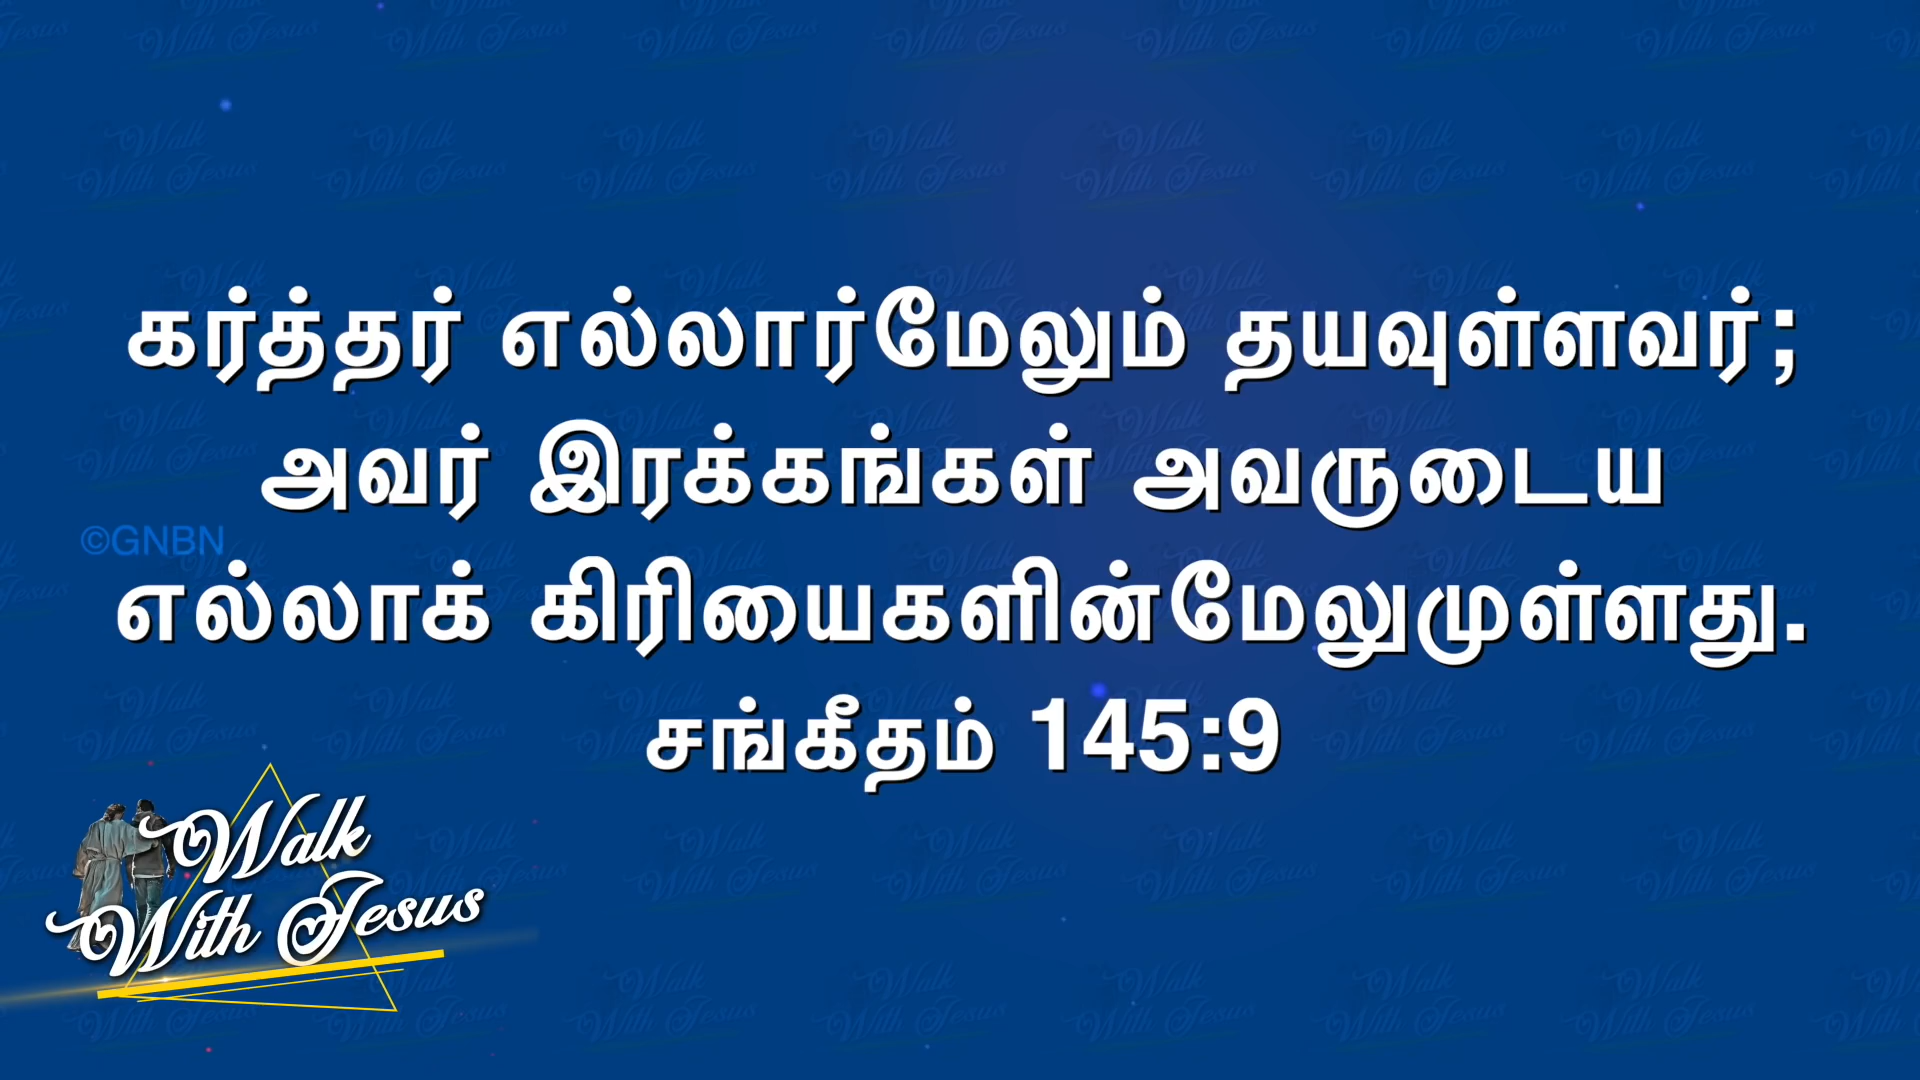 கர்த்தர் எல்லார்மேலும் தயவுள்ளவர்;
அவர் இரக்கங்கள் அவருடைய
©GNBN
எல்லாக் கிரியைகளின்மேலுமுள்ளது.
சங்கீதம் 145:9
Walk
With Jesus